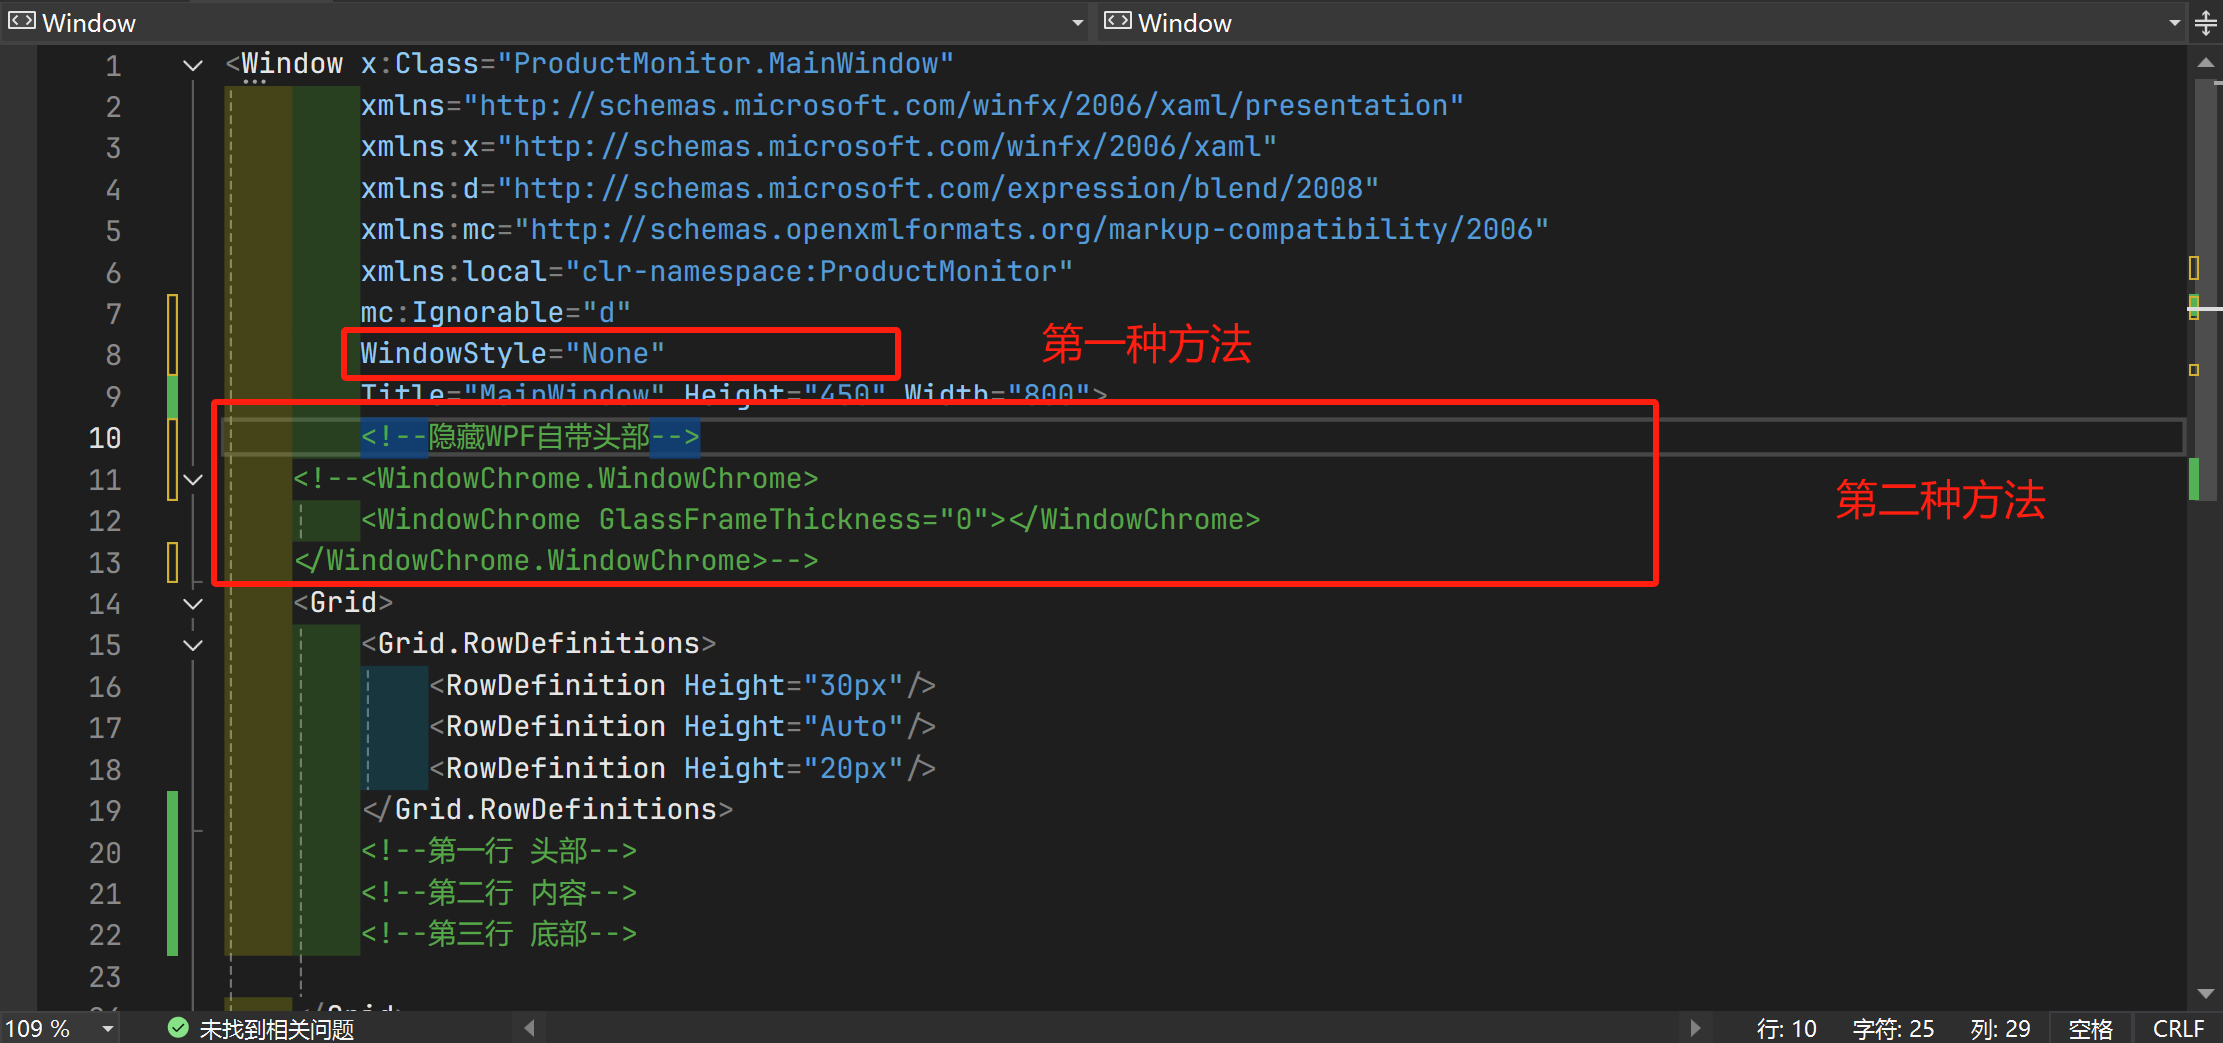 Window Window
1 <Window x:Class="ProductMonitor.MainWindow"
2 xmlns="http://schemas.microsoft.com/winfx/2006/xaml/presentation"
3 xmlns:x="http://schemas.microsoft.com/winfx/2006/xaml"
4 xmlns:d="http://schemas.microsoft.com/expression/blend/2008"
5 xmlns:mc="http://schemas.openxmlformats.org/markup-compatibility/2006"
6 xmlns:local="clr-namespace:ProductMonitor"
7 mc:Ignorable="d"
8 WindowStyle="None" 第一种方法
9 Title="MainWindow" Height="450" Width="800">
10 <!--隐藏WPF自带头部-->
11 <!--<WindowChrome.WindowChrome>
第二种方法
12 <WindowChrome GlassFrameThickness="0"></WindowChrome>
13 </WindowChrome.WindowChrome>-->
14 <Grid>
15 <Grid.RowDefinitions>
16 <RowDefinition Height="30px"/>
17 <RowDefinition Height="Auto"/>
18 <RowDefinition Height="20px"/>
19 </Grid.RowDefinitions>
20 <!--第一行 头部-->
21 <!--第二行 内容-->
22 <!--第三行 底部-->
23
24 </Grid>
109 % 未找到相关问题 行: 10 字符: 25 列: 29 空格 CRLF